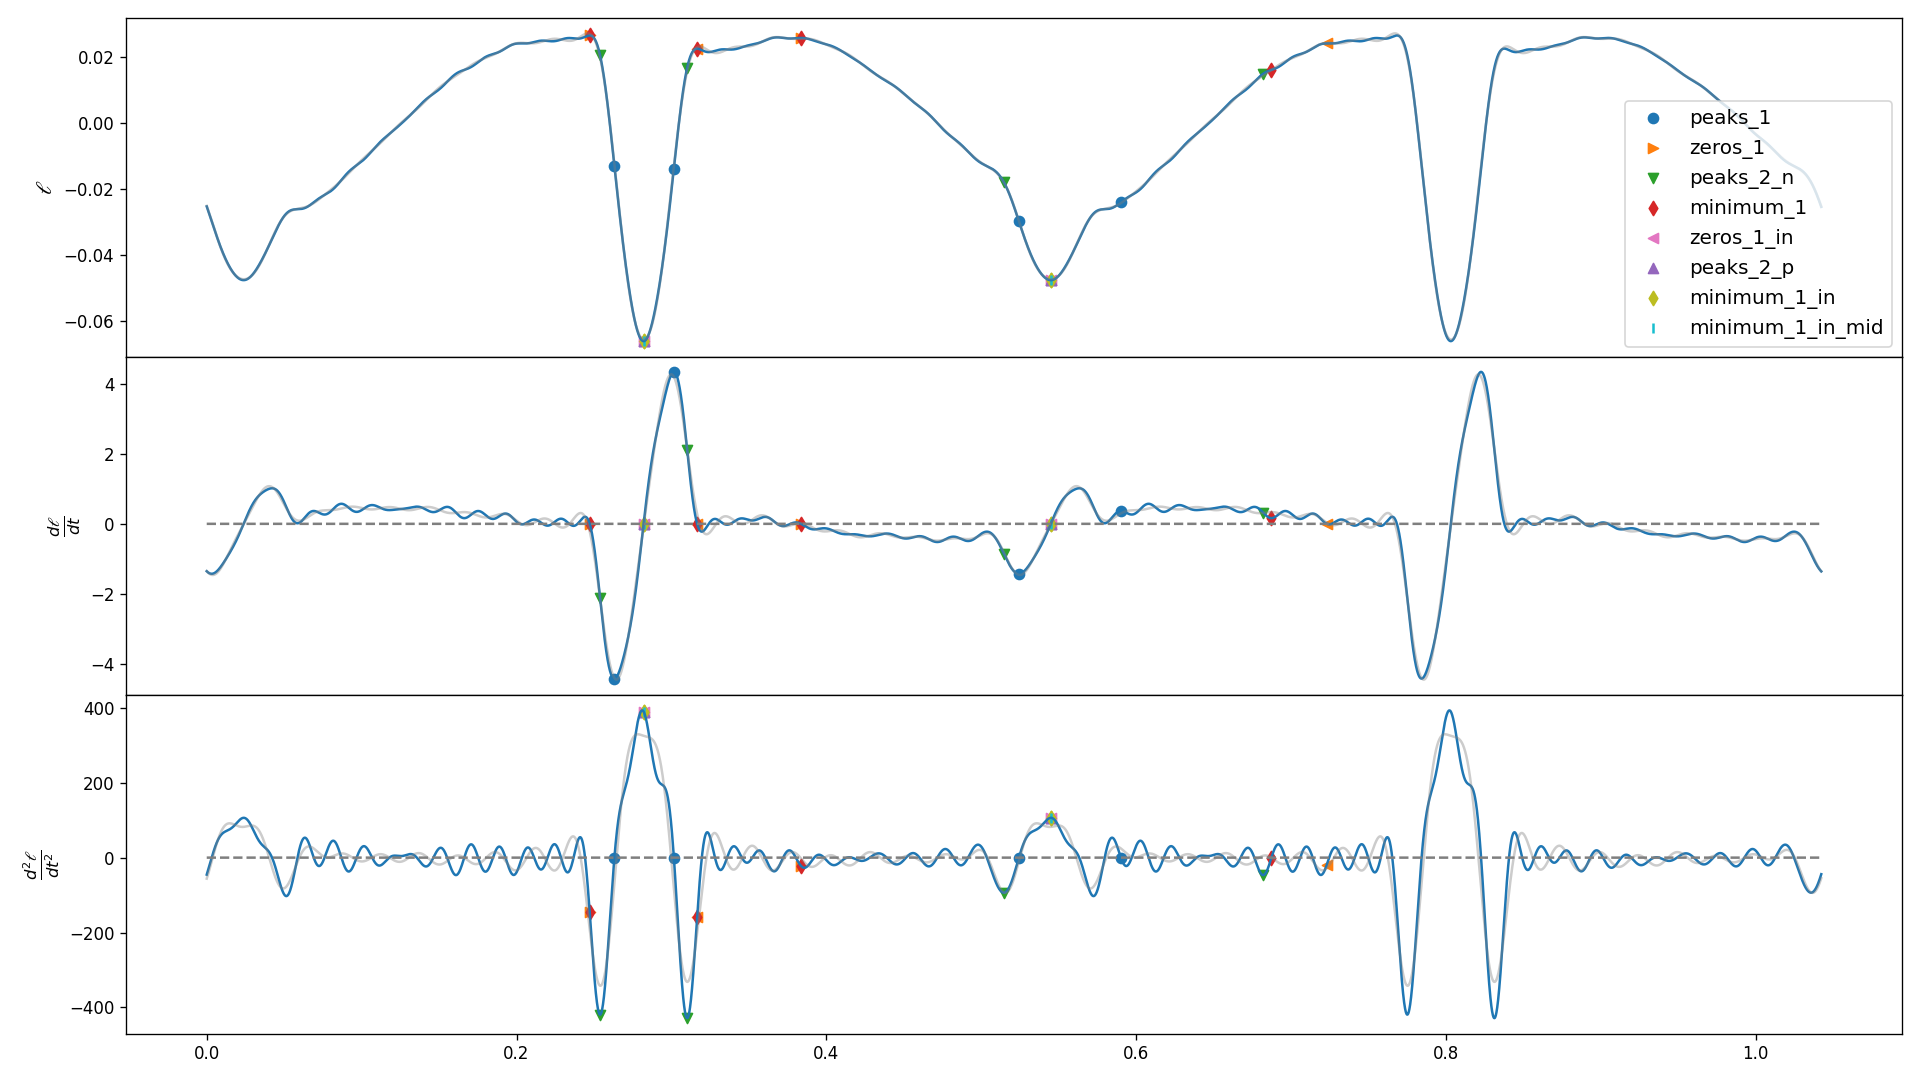 0.02
0.00
−0.02
−0.04
−0.06
ℓ
peaks_1
zeros_1
peaks_2_n
minimum_1
zeros_1_in
peaks_2_p
minimum_1_in
minimum_1_in_mid
4
2
0
−2
−4
dℓ
dt
400
200
0
−200
−400
d²ℓ
dt²
0.0 0.2 0.4 0.6 0.8 1.0